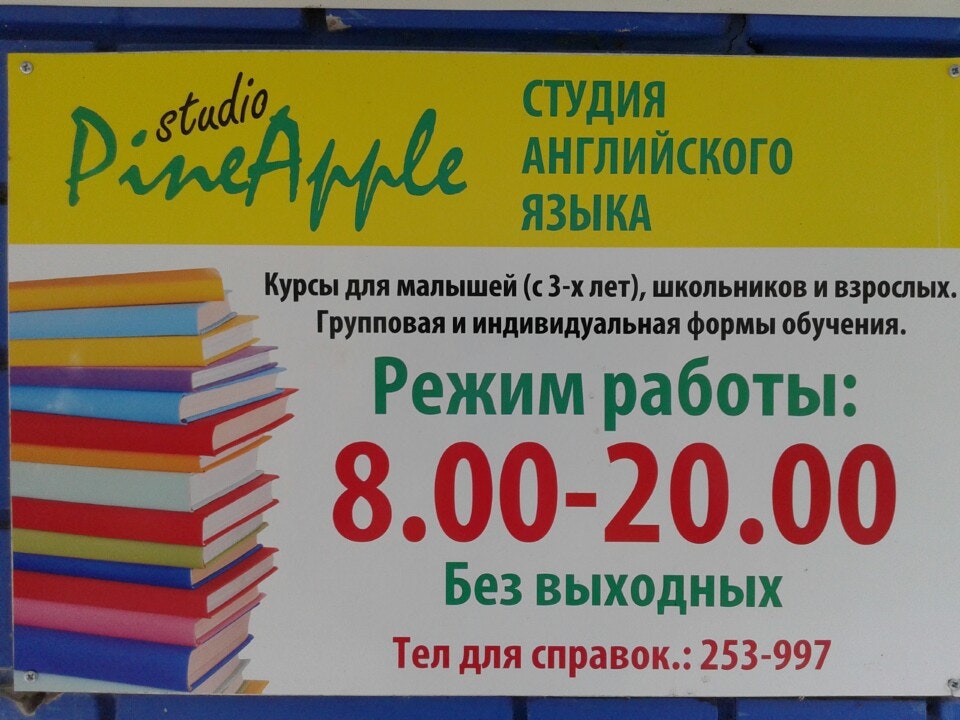 studio
PineApple
СТУДИЯ
АНГЛИЙСКОГО
ЯЗЫКА
Курсы для малышей (с 3-х лет), школьников и взрослых.
Групповая и индивидуальная формы обучения.
Режим работы:
8.00-20.00
Без выходных
Тел для справок.: 253-997